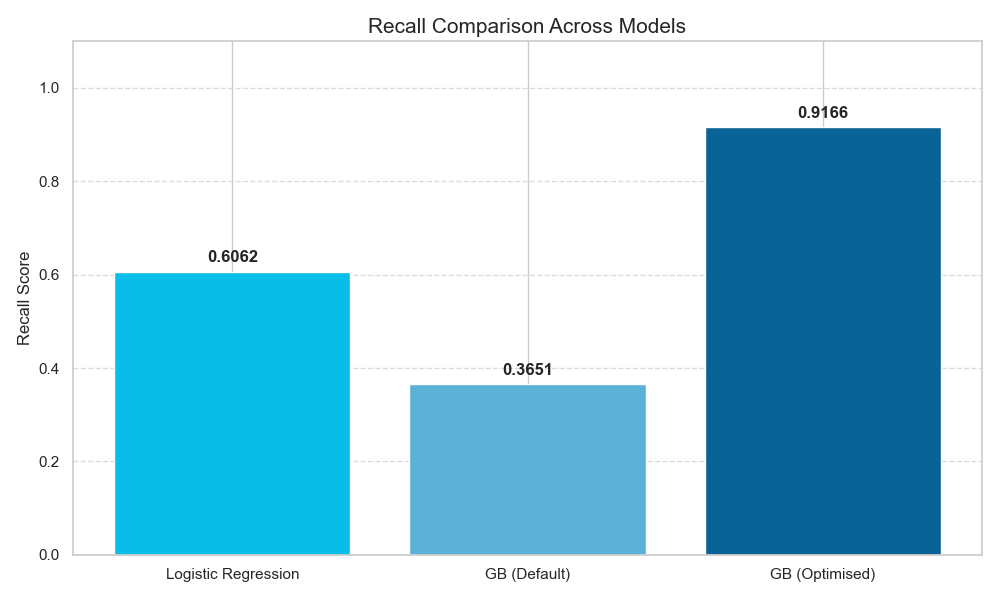 Recall Comparison Across Models
Recall Score
1.0
0.8
0.6
0.4
0.2
0.0
0.6062
0.3651
0.9166
Logistic Regression
GB (Default)
GB (Optimised)